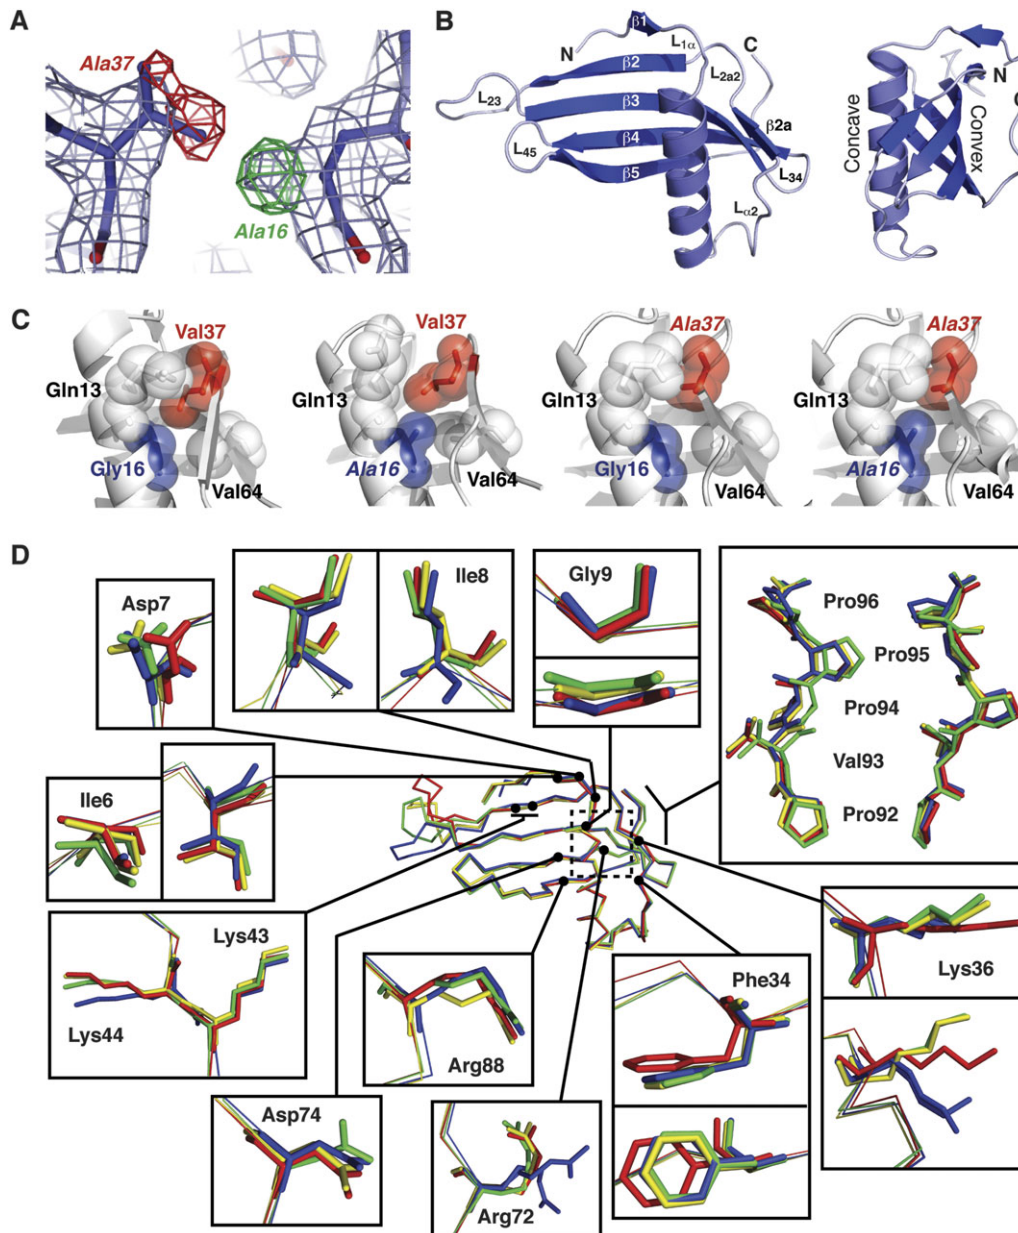 A
Ala37
Ala16
B
β1
N
L1α
C
β2
L2a2
L23
β3
β2a
β4
L45
β5
L34
Lα2
Concave
Convex
N
C
Val37
Gln13
Gly16
Val64
Val37
Gln13
Ala16
Val64
Ala37
Gln13
Gly16
Val64
Ala37
Gln13
Ala16
Val64
D
Asp7
Ile8
Gly9
Pro96
Pro95
Pro94
Val93
Pro92
Ile6
Lys43
Lys44
Arg88
Phe34
Lys36
Asp74
Arg72